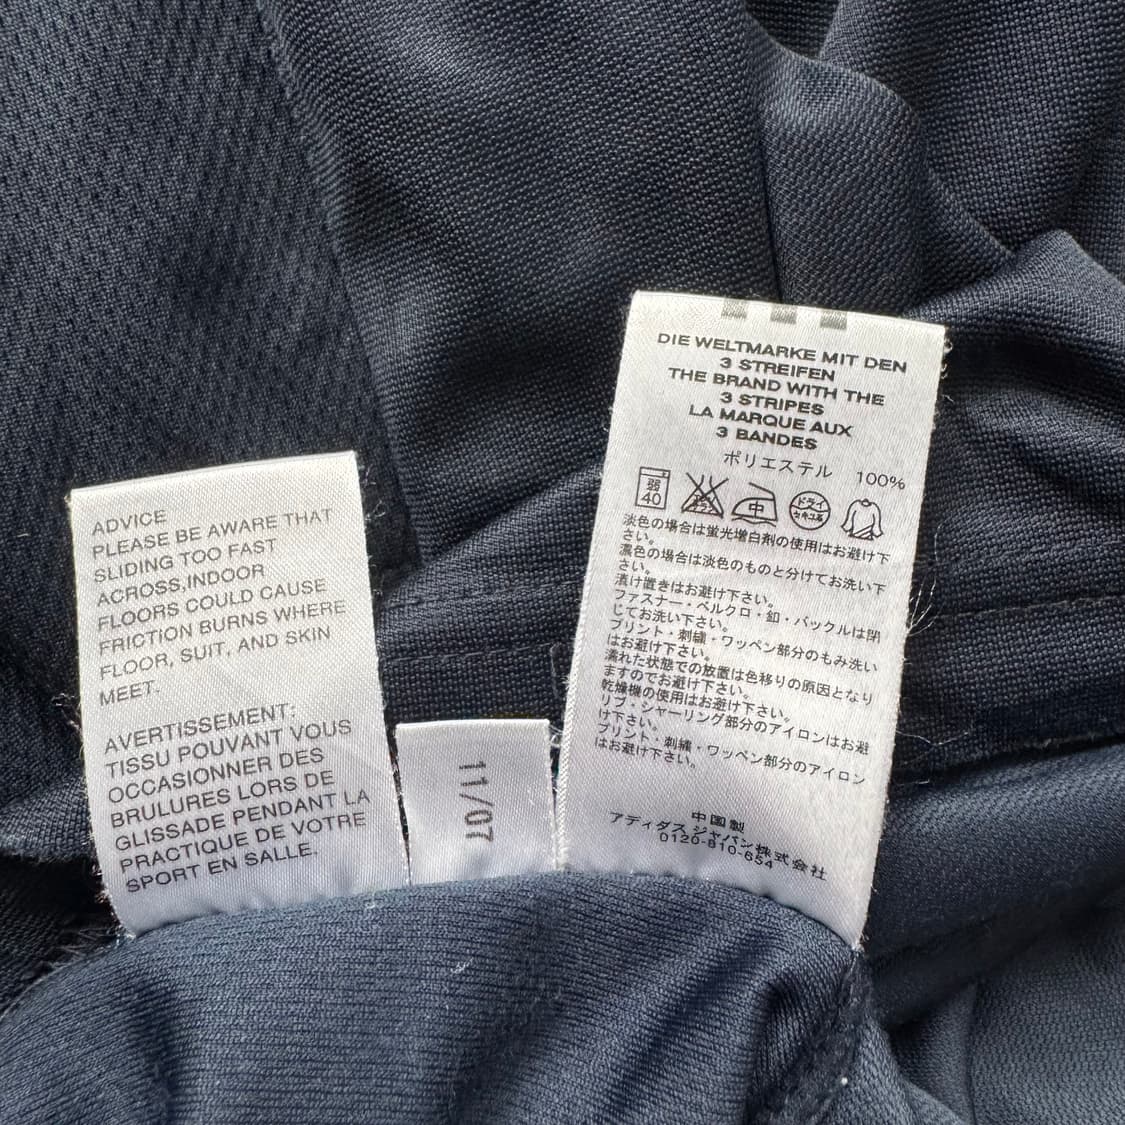 ADVICE
PLEASE BE AWARE THAT
SLIDING TOO FAST
ACROSS,INDOOR
FLOORS COULD CAUSE
FRICTION BURNS WHERE
FLOOR, SUIT, AND SKIN
MEET.
AVERTISSEMENT:
TISSU POUVANT VOUS
OCCASIONNER DES
BRULURES LORS DE
GLISSADE PENDANT LA
PRACTIQUE DE VOTRE
SPORT EN SALLE.
11/07
DIE WELTMARKE MIT DEN
3 STREIFEN
THE BRAND WITH THE
3 STRIPES
LA MARQUE AUX
3 BANDES
ポリエステル 100%
弱 40 中 ドライ
淡色の場合は蛍光増白剤の使用はお避け下
さい。
濃色の場合は淡色のものと分けてお洗い下
さい。
漬け置きはお避け下さい。
ファスナー・ベルクロ・釦・バックルは閉
じてお洗い下さい。
プリント・刺繍・ワッペン部分のもみ洗い
はお避け下さい。
濡れた状態での放置は色移りの原因となり
ますのでお避け下さい。
乾燥機の使用はお避け下さい。
リブ・シャーリング部分のアイロンはお避
け下さい。
プリント・刺繍・ワッペン部分のアイロン
はお避け下さい。
中国製
アディダス ジャパン株式会社
0120-810-654